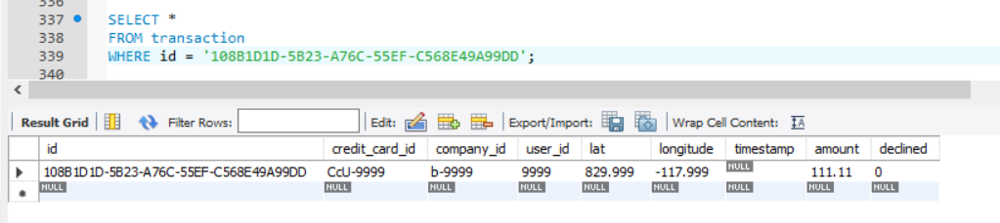 336
337 SELECT *
338 FROM transaction
339 WHERE id = '108B1D1D-5B23-A76C-55EF-C568E49A99DD';
340
Result Grid Filter Rows: Edit: Export/Import: Wrap Cell Content: IA
id credit_card_id company_id user_id lat longitude timestamp amount declined
108B1D1D-5B23-A76C-55EF-C568E49A99DD CcU-9999 b-9999 9999 829.999 -117.999 NULL 111.11 0
NULL NULL NULL NULL NULL NULL NULL NULL NULL